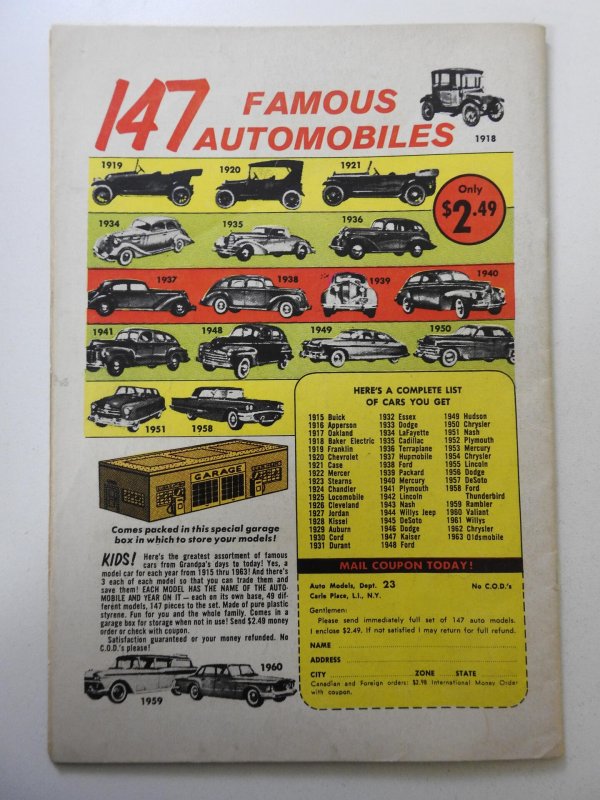 147 FAMOUS
AUTOMOBILES
1918
1919
1920
1921
Only
$2.49
1934
1935
1936
1937
1938
1939
1940
1941
1948
1949
1950
1951
1958
GARAGE
Comes packed in this special garage
box in which to store your models!
KIDS! Here's the greatest assortment of famous
cars from Grandpa's days to today! Yes, a
model car for each year from 1915 thru 1963! And there's
3 each of each model so that you can trade them and
save them! EACH MODEL HAS THE NAME OF THE AUTO-
MOBILE AND YEAR ON IT — each on its own base, 49 dif-
ferent models, 147 pieces to the set. Made of pure plastic
styrene. Fun for you and the whole family. Comes in a
garage box for storage when not in use! Send $2.49 money
order or check with coupon.
Satisfaction guaranteed or your money refunded. No
C.O.D.'s please!
1959
1960
HERE'S A COMPLETE LIST
OF CARS YOU GET
1915 Buick
1916 Apperson
1917 Oakland
1918 Baker Electric
1919 Franklin
1920 Chevrolet
1921 Case
1922 Mercer
1923 Stearns
1924 Chandler
1925 Locomobile
1926 Cleveland
1927 Jordan
1928 Kissel
1929 Auburn
1930 Cord
1931 Durant
1932 Essex
1933 Dodge
1934 LaFayette
1935 Cadillac
1936 Terraplane
1937 Hupmobile
1938 Ford
1939 Packard
1940 Mercury
1941 Plymouth
1942 Lincoln
1943 Nash
1944 Willys Jeep
1945 DeSoto
1946 Dodge
1947 Kaiser
1948 Ford
1949 Hudson
1950 Chrysler
1951 Nash
1952 Plymouth
1953 Mercury
1954 Chrysler
1955 Lincoln
1956 Dodge
1957 DeSoto
1958 Ford
Thunderbird
1959 Rambler
1960 Valiant
1961 Willys
1962 Chrysler
1963 Oldsmobile
MAIL COUPON TODAY!
Auto Models, Dept. 23 No C.O.D.'s
Carle Place, L.I., N.Y.
Gentlemen:
Please send immediately full set of 147 auto models.
I enclose $2.49. If not satisfied I may return for full refund.
NAME
ADDRESS
CITY ZONE STATE
Canadian and Foreign orders: $2.98 International Money Order
with coupon.